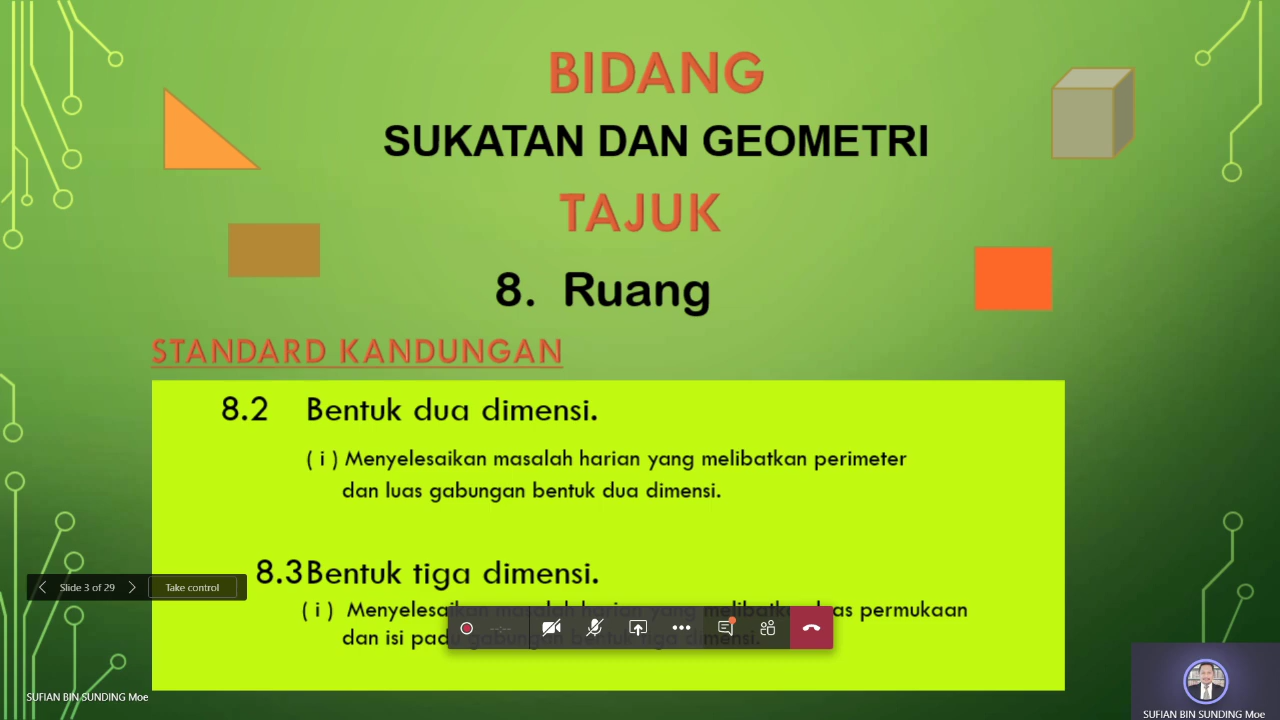 BIDANG
SUKATAN DAN GEOMETRI
TAJUK
8. Ruang
STANDARD KANDUNGAN
8.2 Bentuk dua dimensi.
( i ) Menyelesaikan masalah harian yang melibatkan perimeter
dan luas gabungan bentuk dua dimensi.
8.3 Bentuk tiga dimensi.
( i ) Menyelesaikan masalah harian yang melibatkan luas permukaan
dan isi padu gabungan bentuk tiga dimensi.
Slide 3 of 29
Take control
--:--
SUFIAN BIN SUNDING Moe
SUFIAN BIN SUNDING Moe